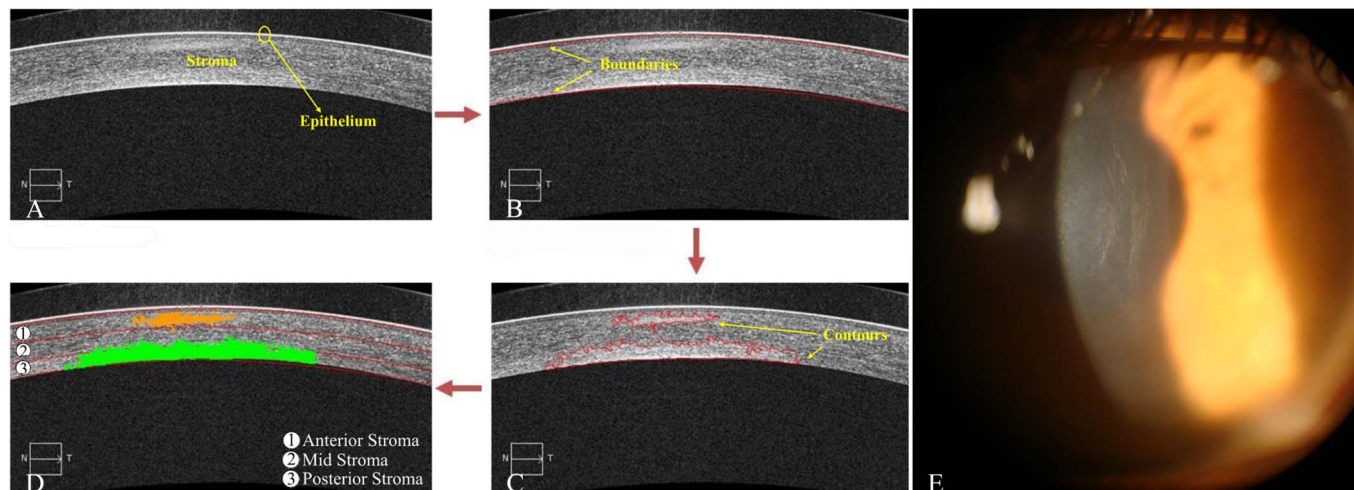 Stroma
Epithelium
N T
A
Boundaries
N T
B
E
① Anterior Stroma
② Mid Stroma
③ Posterior Stroma
①
②
③
N T
D
Contours
N T
C